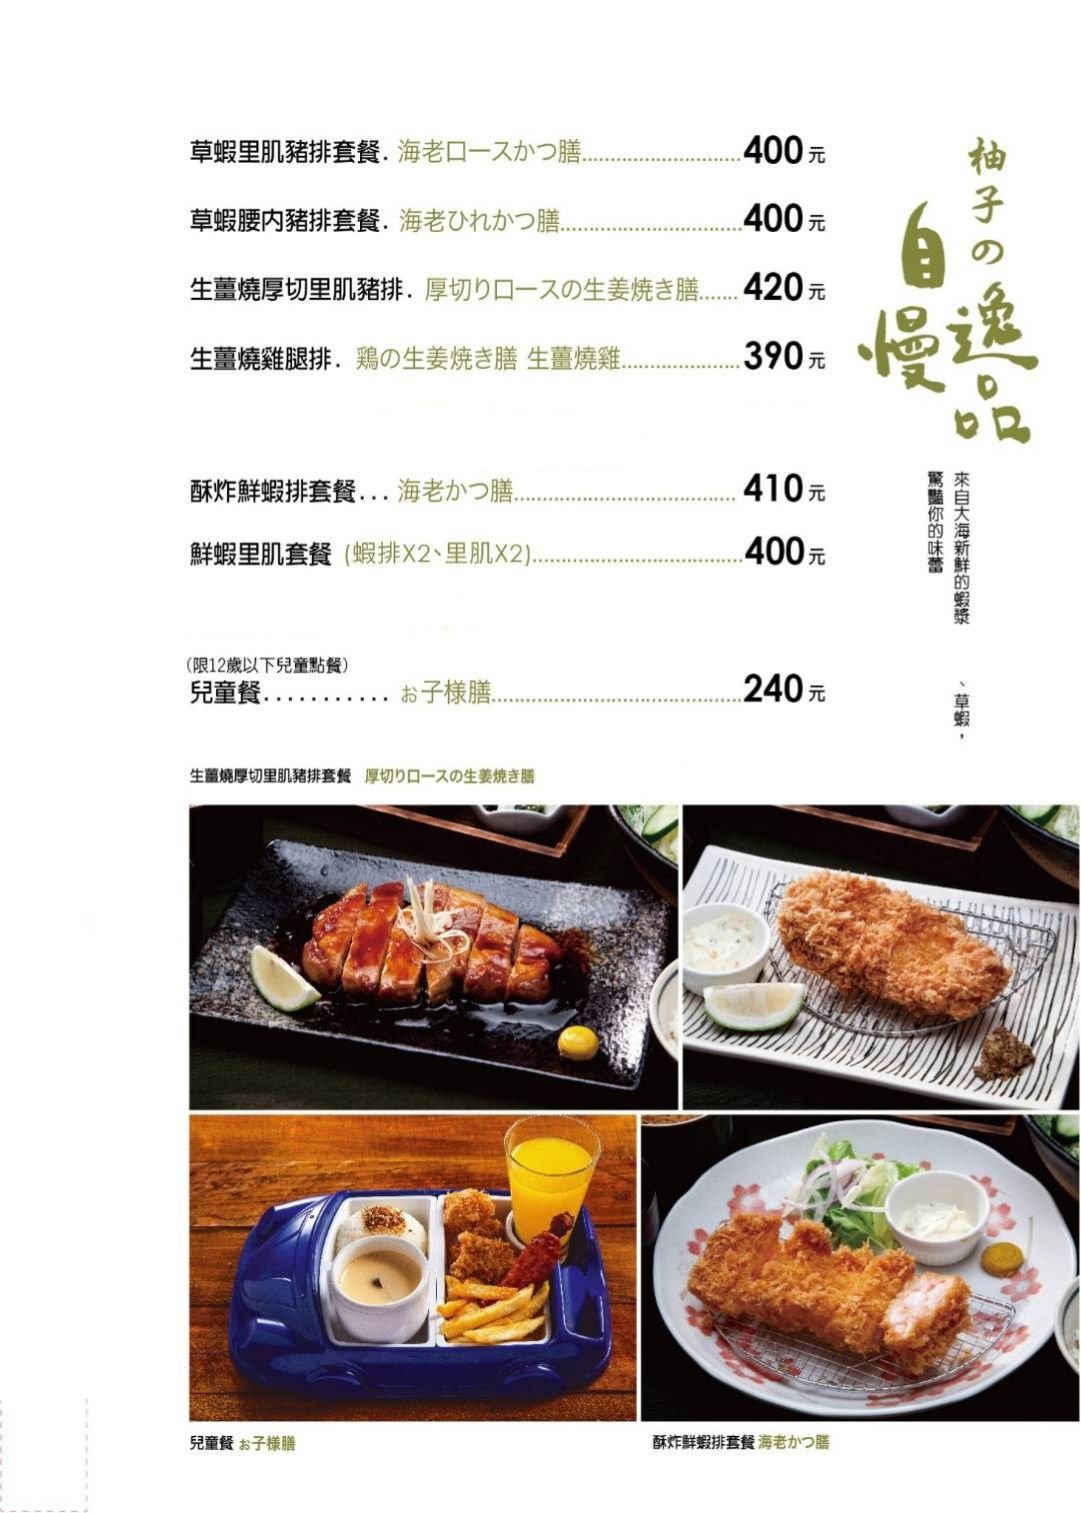 草蝦里肌豬排套餐. 海老ロースかつ膳............................400元
草蝦腰內豬排套餐. 海老ひれかつ膳................................400元
生薑燒厚切里肌豬排. 厚切りロースの生姜焼き膳.......420元
生薑燒雞腿排. 鶏の生姜焼き膳 生薑燒雞.....................390元
酥炸鮮蝦排套餐... 海老かつ膳....................................... 410元
鮮蝦里肌套餐 (蝦排X2、里肌X2).....................................400元
(限12歲以下兒童點餐)
兒童餐........... お子様膳............................................240元
柚子の
自慢
逸品
來自大海新鮮的蝦漿、草蝦，
驚豔你的味蕾
生薑燒厚切里肌豬排套餐 厚切りロースの生姜焼き膳
兒童餐 お子様膳
酥炸鮮蝦排套餐 海老かつ膳